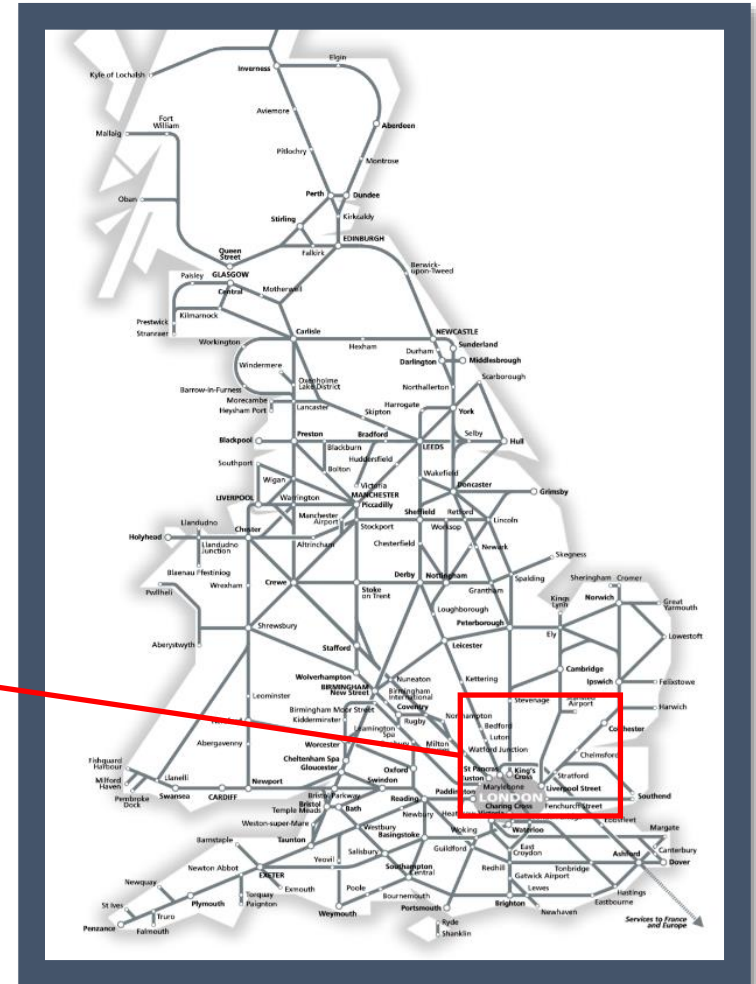 Elgin
Inverness
Kyle of Lochalsh
Aviemore
Fort
William
Aberdeen
Mallaig
Pitlochry
Montrose
Perth
Dundee
Oban
Stirling
Kirkcaldy
Queen
Street
Falkirk
EDINBURGH
Berwick-
upon-Tweed
Paisley
GLASGOW
Central
Motherwell
Prestwick
Kilmarnock
Stranraer
Carlisle
NEWCASTLE
Workington
Hexham
Sunderland
Durham
Windermere
Darlington
Middlesbrough
Oxenholme
Lake District
Scarborough
Barrow-in-Furness
Northallerton
Morecambe
Heysham Port
Lancaster
Harrogate
York
Skipton
Preston
Bradford
Selby
Blackpool
Blackburn
LEEDS
Hull
Huddersfield
Southport
Bolton
Wakefield
Wigan
Victoria
Doncaster
Grimsby
LIVERPOOL
Warrington
MANCHESTER
Piccadilly
Manchester
Airport
Sheffield
Retford
Llandudno
Stockport
Lincoln
Holyhead
Chester
Worksop
Llandudno
Junction
Altrincham
Chesterfield
Newark
Skegness
Blaenau Ffestiniog
Derby
Nottingham
Pwllheli
Wrexham
Crewe
Stoke
on Trent
Grantham
Spalding
Sheringham
Cromer
Kings
Lynn
Norwich
Great
Yarmouth
Loughborough
Shrewsbury
Peterborough
Ely
Lowestoft
Aberystwyth
Stafford
Leicester
Wolverhampton
Nuneaton
Kettering
Cambridge
BIRMINGHAM
New Street
Birmingham
International
Ipswich
Felixstowe
Leominster
Birmingham Moor Street
Coventry
Stevenage
Airport
Harwich
Kidderminster
Rugby
Northampton
Bedford
Leamington
Spa
Luton
Colchester
Abergavenny
Worcester
Milton
Watford Junction
Chelmsford
Cheltenham Spa
Gloucester
Oxford
St Pancras
King's
Cross
Stratford
Fishguard
Harbour
Euston
Marylebone
Liverpool Street
Milford
Haven
Llanelli
Newport
Swindon
Paddington
LONDON
Southend
Pembroke
Dock
Swansea
CARDIFF
Bristol Parkway
Reading
Charing Cross
Fenchurch Street
Bristol
Temple Meads
Bath
Newbury
Victoria
Ebbsfleet
Weston-super-Mare
Westbury
Basingstoke
Woking
Waterloo
Margate
Barnstaple
Taunton
East
Croydon
Canterbury
Salisbury
Guildford
Ashford
Dover
Yeovil
Redhill
Tonbridge
Newton Abbot
EXETER
Southampton
Central
Gatwick Airport
Newquay
Exmouth
Poole
Lewes
Hastings
Torquay
Paignton
Bournemouth
Eastbourne
St Ives
Plymouth
Portsmouth
Brighton
Newhaven
Truro
Weymouth
Ryde
Services to France
and Europe
Penzance
Falmouth
Shanklin